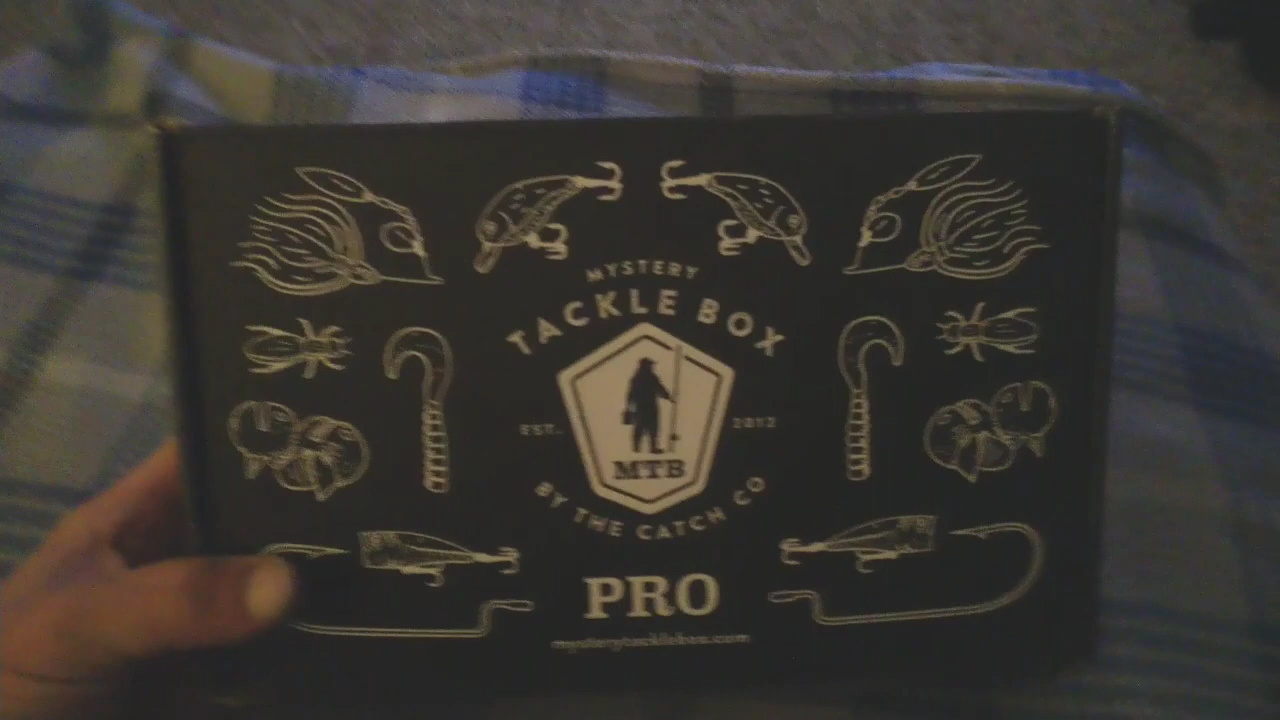 MYSTERY
TACKLE BOX
EST. 2012
MTB
BY THE CATCH CO
PRO
mysterytacklebox.com